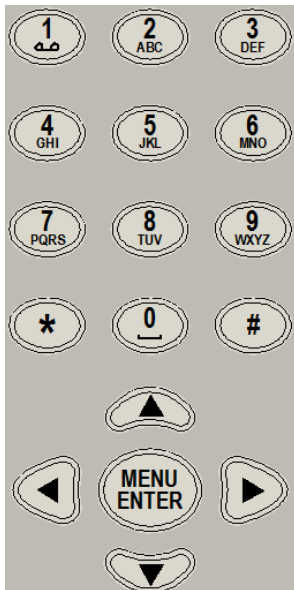 1 2 3
ABC DEF
4 5 6
GHI JKL MNO
7 8 9
PQRS TUV WXYZ
* 0 #
MENU
ENTER